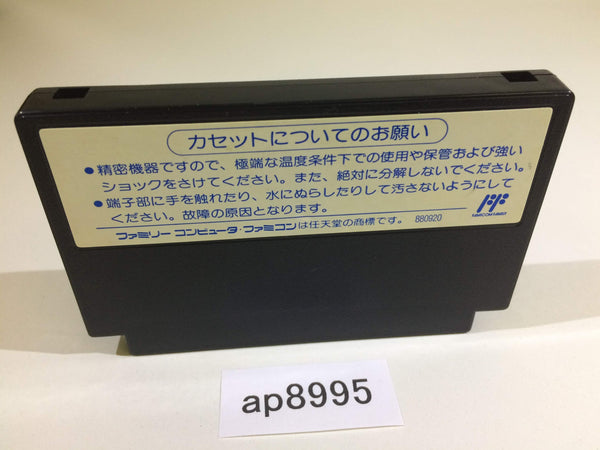 カセットについてのお願い
●精密機器ですので、極端な温度条件下での使用や保管および強い
ショックをさけてください。また、絶対に分解しないでください。
●端子部に手を触れたり、水にぬらしたりして汚さないようにして
ください。故障の原因となります。
ファミリー コンピュータ・ファミコンは任天堂の商標です。 880920
FAMICOM FAMILY
ap8995